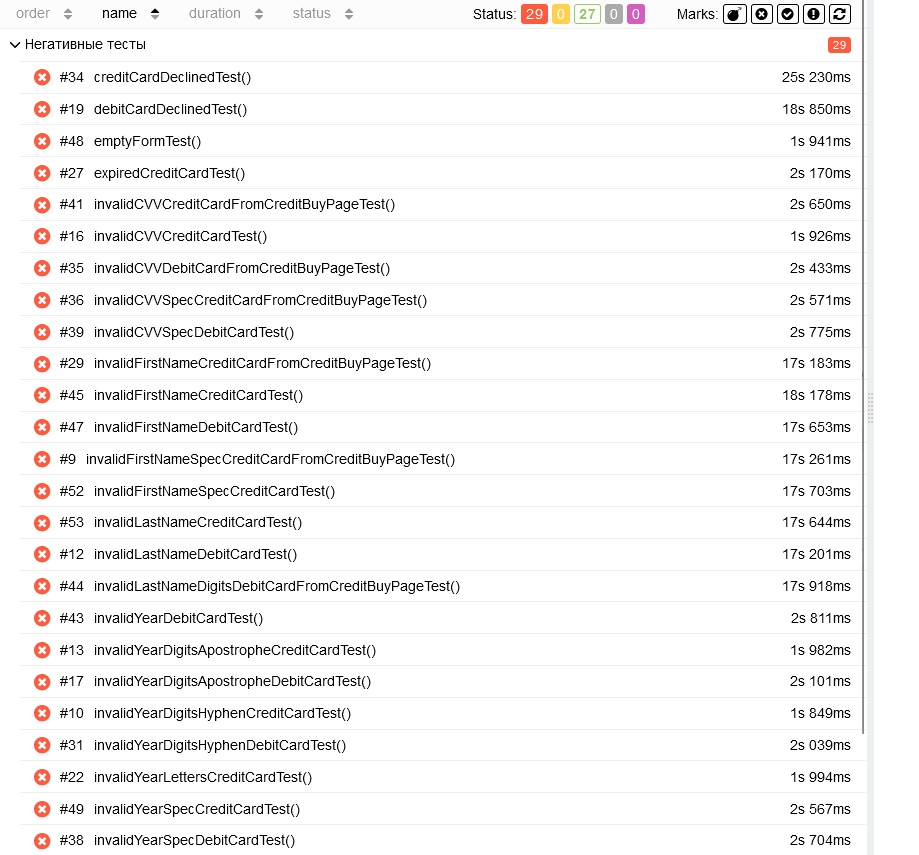 order name duration status Status: 29 0 27 0 0 Marks:
Негативные тесты 29
#34 creditCardDeclinedTest() 25s 230ms
#19 debitCardDeclinedTest() 18s 850ms
#48 emptyFormTest() 1s 941ms
#27 expiredCreditCardTest() 2s 170ms
#41 invalidCVVCreditCardFromCreditBuyPageTest() 2s 650ms
#16 invalidCVVCreditCardTest() 1s 926ms
#35 invalidCVVDebitCardFromCreditBuyPageTest() 2s 433ms
#36 invalidCVVSpecCreditCardFromCreditBuyPageTest() 2s 571ms
#39 invalidCVVSpecDebitCardTest() 2s 775ms
#29 invalidFirstNameCreditCardFromCreditBuyPageTest() 17s 183ms
#45 invalidFirstNameCreditCardTest() 18s 178ms
#47 invalidFirstNameDebitCardTest() 17s 653ms
#9 invalidFirstNameSpecCreditCardFromCreditBuyPageTest() 17s 261ms
#52 invalidFirstNameSpecCreditCardTest() 17s 703ms
#53 invalidLastNameCreditCardTest() 17s 644ms
#12 invalidLastNameDebitCardTest() 17s 201ms
#44 invalidLastNameDigitsDebitCardFromCreditBuyPageTest() 17s 918ms
#43 invalidYearDebitCardTest() 2s 811ms
#13 invalidYearDigitsApostropheCreditCardTest() 1s 982ms
#17 invalidYearDigitsApostropheDebitCardTest() 2s 101ms
#10 invalidYearDigitsHyphenCreditCardTest() 1s 849ms
#31 invalidYearDigitsHyphenDebitCardTest() 2s 039ms
#22 invalidYearLettersCreditCardTest() 1s 994ms
#49 invalidYearSpecCreditCardTest() 2s 567ms
#38 invalidYearSpecDebitCardTest() 2s 704ms